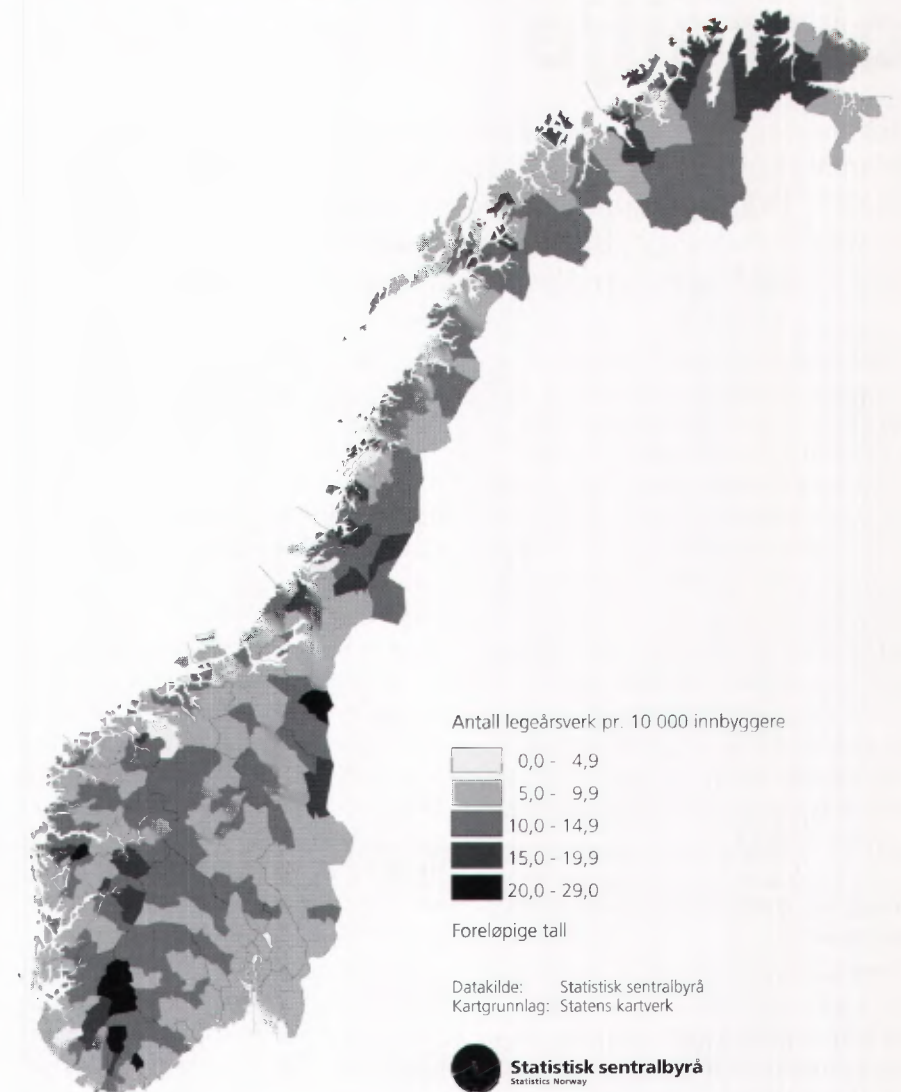 Antall legeårsverk pr. 10 000 innbyggere
0,0 - 4,9
5,0 - 9,9
10,0 - 14,9
15,0 - 19,9
20,0 - 29,0
Foreløpige tall
Datakilde: Statistisk sentralbyrå
Kartgrunnlag: Statens kartverk
Statistisk sentralbyrå
Statistics Norway